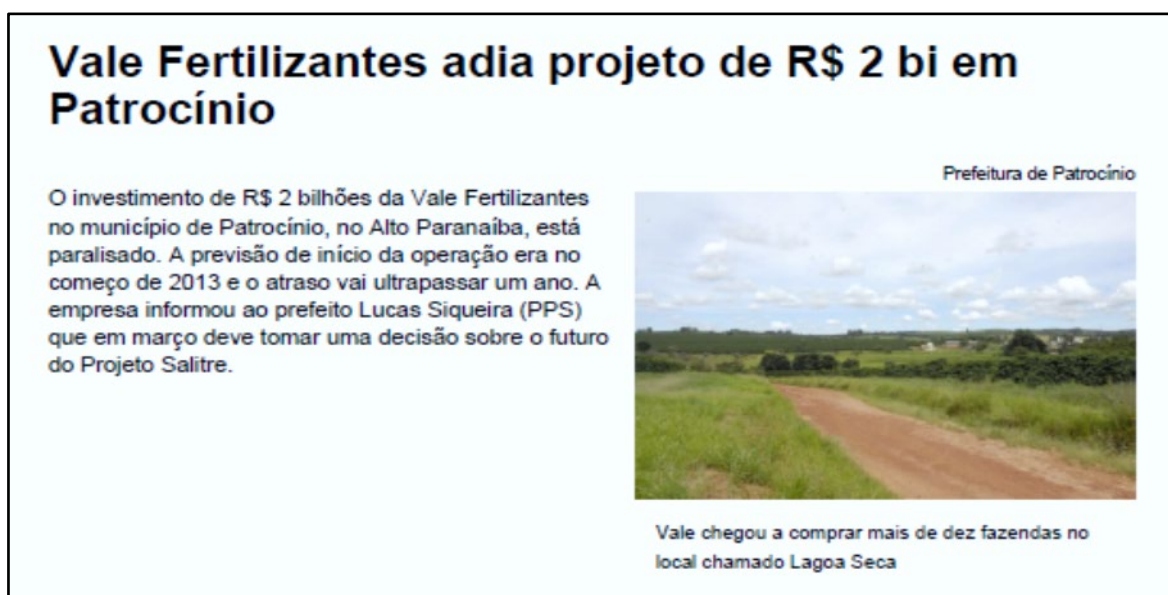 Vale Fertilizantes adia projeto de R$ 2 bi em
Patrocínio
O investimento de R$ 2 bilhões da Vale Fertilizantes
no município de Patrocínio, no Alto Paranaíba, está
paralisado. A previsão de início da operação era no
começo de 2013 e o atraso vai ultrapassar um ano. A
empresa informou ao prefeito Lucas Siqueira (PPS)
que em março deve tomar uma decisão sobre o futuro
do Projeto Salitre.
Prefeitura de Patrocínio
Vale chegou a comprar mais de dez fazendas no
local chamado Lagoa Seca